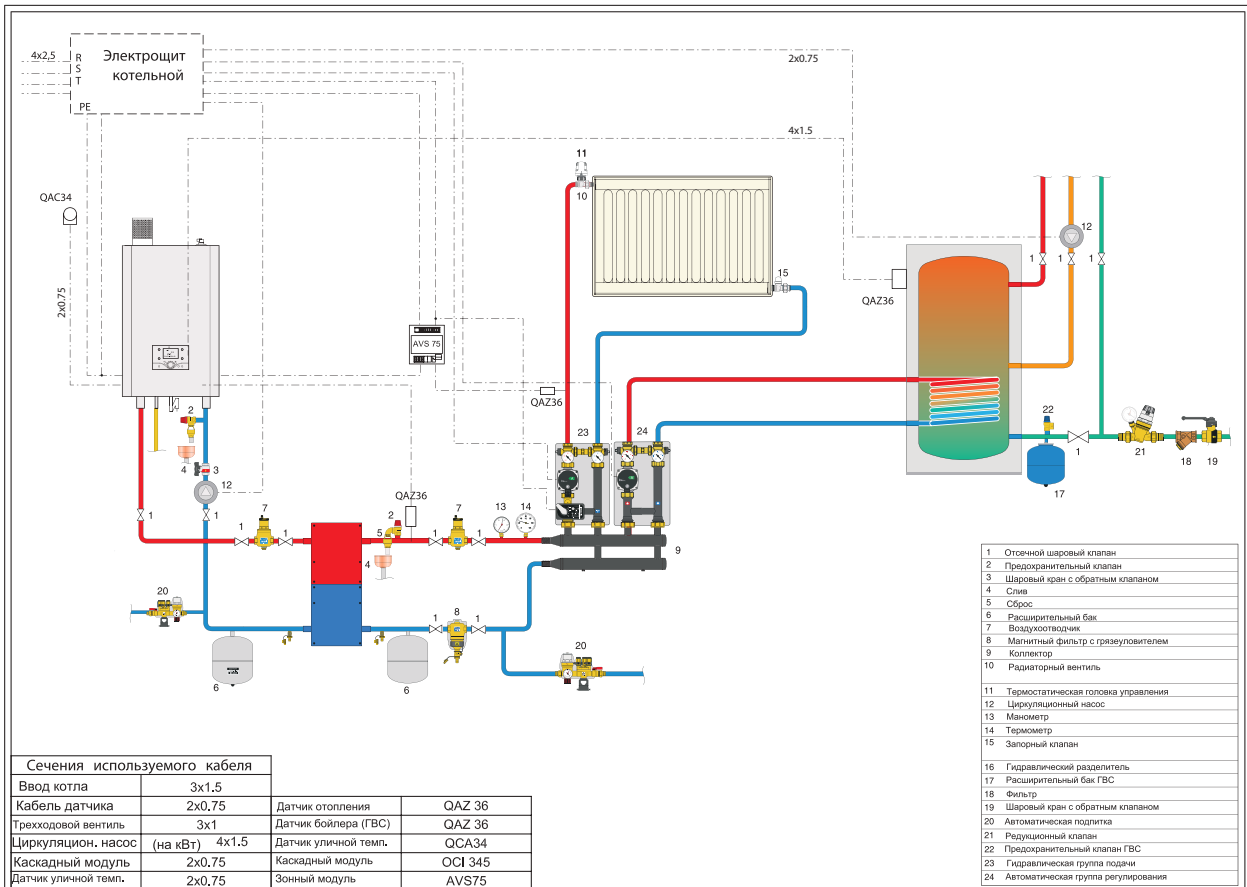 4x2,5
R
S
T
PE
Электрощит
котельной
2x0.75
4x1.5
QAC34
2x0.75
11
10
15
12
1
1
1
QAZ36
AVS 75
QAZ36
23
24
2
4
3
12
1
1
7
1
1
QAZ36
2
5
4
7
1
1
13
14
9
22
1
17
21
18
19
20
6
6
1
8
1
20
1 Отсечной шаровый клапан
2 Предохранительный клапан
3 Шаровый кран с обратным клапаном
4 Слив
5 Сброс
6 Расширительный бак
7 Воздухоотводчик
8 Магнитный фильтр с грязеуловителем
9 Коллектор
10 Радиаторный вентиль
11 Термостатическая головка управления
12 Циркуляционный насос
13 Манометр
14 Термометр
15 Запорный клапан
16 Гидравлический разделитель
17 Расширительный бак ГВС
18 Фильтр
19 Шаровый кран с обратным клапаном
20 Автоматическая подпитка
21 Редукционный клапан
22 Предохранительный клапан ГВС
23 Гидравлическая группа подачи
24 Автоматическая группа регулирования
Сечения используемого кабеля
Ввод котла 3x1.5
Кабель датчика 2x0.75 Датчик отопления QAZ 36
Трехходовой вентиль 3x1 Датчик бойлера (ГВС) QAZ 36
Циркуляцион. насос (на кВт) 4x1.5 Датчик уличной темп. QCA34
Каскадный модуль 2x0.75 Каскадный модуль OCI 345
Датчик уличной темп. 2x0.75 Зонный модуль AVS75